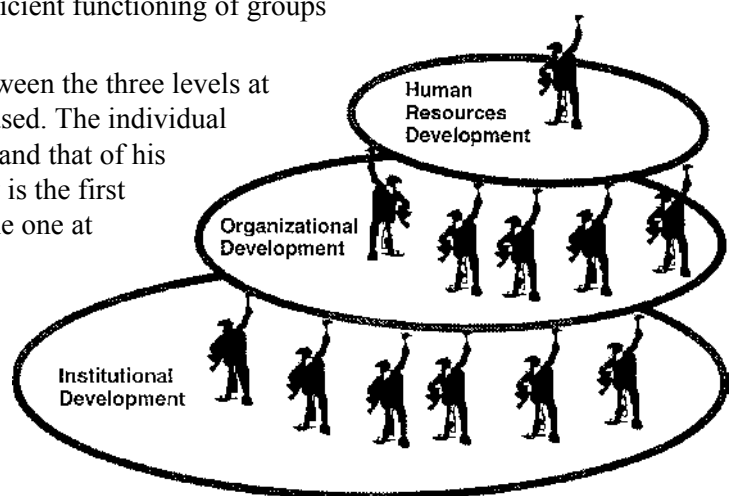 icient functioning of groups
ween the three levels at
ised. The individual
and that of his
is the first
e one at
Human
Resources
Development
Organizational
Development
Institutional
Development